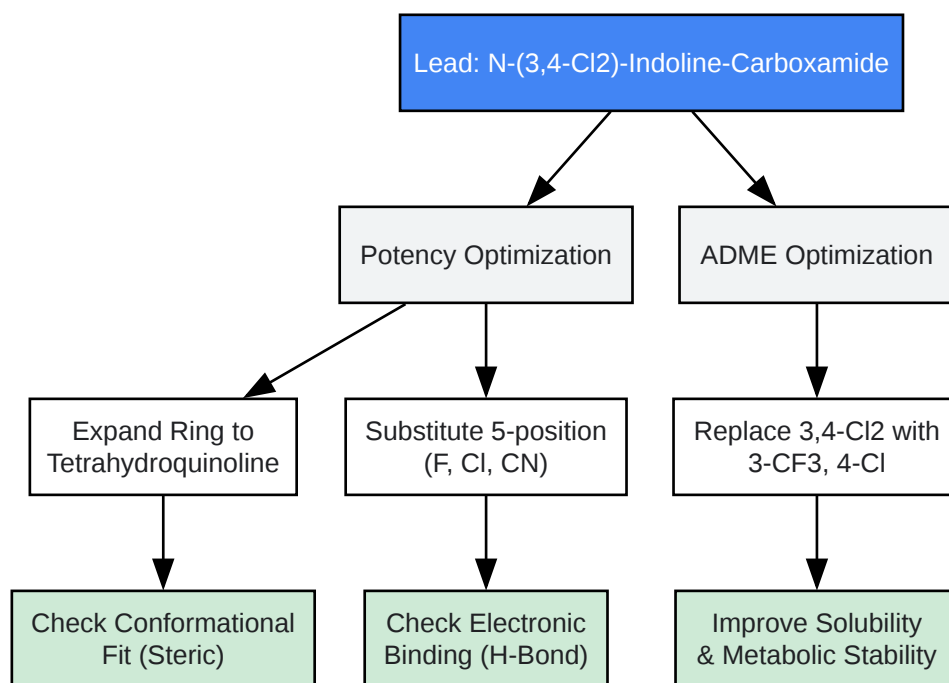 Lead: N-(3,4-Cl2)-Indoline-Carboxamide
Potency Optimization
ADME Optimization
Expand Ring to
Tetrahydroquinoline
Substitute 5-position
(F, Cl, CN)
Replace 3,4-Cl2 with
3-CF3, 4-Cl
Check Conformational
Fit (Steric)
Check Electronic
Binding (H-Bond)
Improve Solubility
& Metabolic Stability